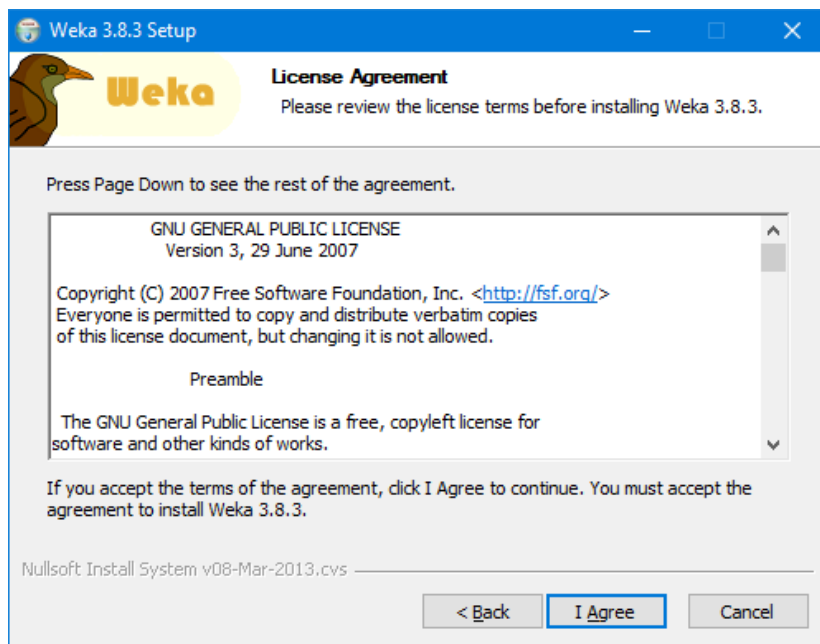 Weka 3.8.3 Setup
Weka
License Agreement
Please review the license terms before installing Weka 3.8.3.
Press Page Down to see the rest of the agreement.
GNU GENERAL PUBLIC LICENSE
Version 3, 29 June 2007
Copyright (C) 2007 Free Software Foundation, Inc. <http://fsf.org/>
Everyone is permitted to copy and distribute verbatim copies
of this license document, but changing it is not allowed.
Preamble
The GNU General Public License is a free, copyleft license for
software and other kinds of works.
If you accept the terms of the agreement, click I Agree to continue. You must accept the
agreement to install Weka 3.8.3.
Nullsoft Install System v08-Mar-2013.cvs
< Back I Agree Cancel